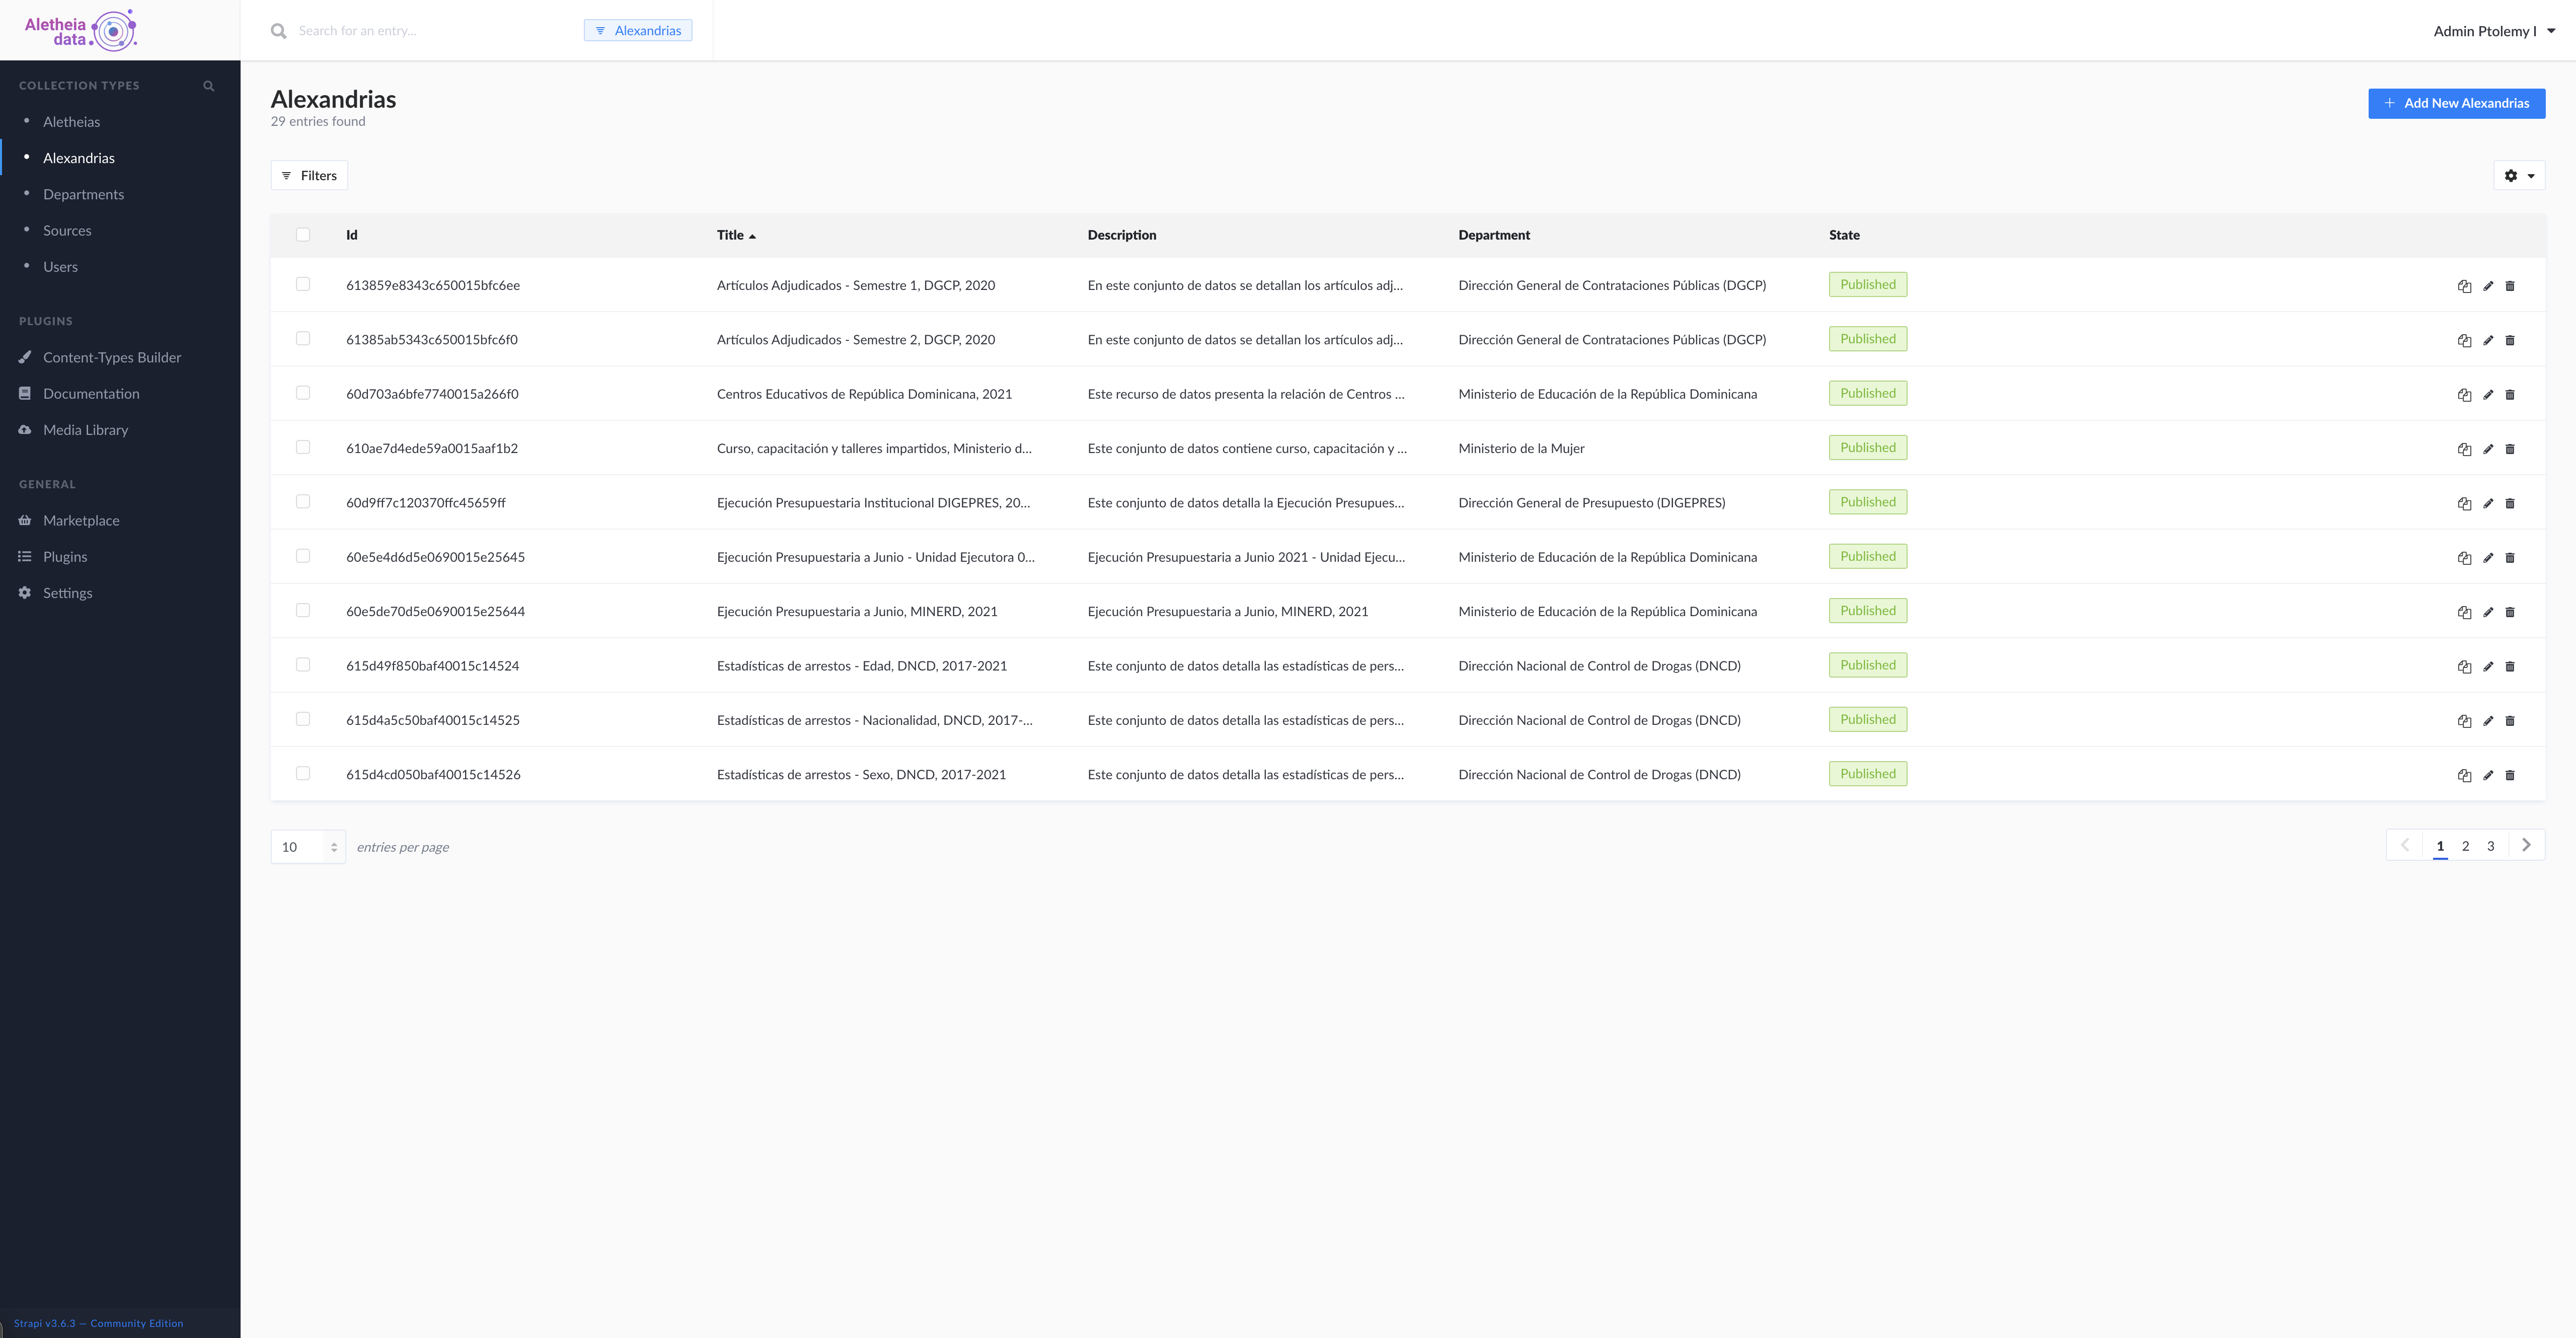 Aletheia
data
Search for an entry...
Alexandrias
Admin Ptolemy I
COLLECTION TYPES
Aletheias
Alexandrias
Departments
Sources
Users
PLUGINS
Content-Types Builder
Documentation
Media Library
GENERAL
Marketplace
Plugins
Settings
Strapi v3.6.3 — Community Edition
Alexandrias
29 entries found
Add New Alexandrias
Filters
Id Title Description Department State
613859e8343c650015bfc6ee Artículos Adjudicados - Semestre 1, DGCP, 2020 En este conjunto de datos se detallan los artículos adj... Dirección General de Contrataciones Públicas (DGCP) Published
61385ab5343c650015bfc6f0 Artículos Adjudicados - Semestre 2, DGCP, 2020 En este conjunto de datos se detallan los artículos adj... Dirección General de Contrataciones Públicas (DGCP) Published
60d703a6bfe7740015a266f0 Centros Educativos de República Dominicana, 2021 Este recurso de datos presenta la relación de Centros ... Ministerio de Educación de la República Dominicana Published
610ae7d4ede59a0015aaf1b2 Curso, capacitación y talleres impartidos, Ministerio d... Este conjunto de datos contiene curso, capacitación y ... Ministerio de la Mujer Published
60d9ff7c120370ffc45659ff Ejecución Presupuestaria Institucional DIGEPRES, 20... Este conjunto de datos detalla la Ejecución Presupues... Dirección General de Presupuesto (DIGEPRES) Published
60e5e4d6d5e0690015e25645 Ejecución Presupuestaria a Junio - Unidad Ejecutora 0... Ejecución Presupuestaria a Junio 2021 - Unidad Ejecu... Ministerio de Educación de la República Dominicana Published
60e5de70d5e0690015e25644 Ejecución Presupuestaria a Junio, MINERD, 2021 Ejecución Presupuestaria a Junio, MINERD, 2021 Ministerio de Educación de la República Dominicana Published
615d49f850baf40015c14524 Estadísticas de arrestos - Edad, DNCD, 2017-2021 Este conjunto de datos detalla las estadísticas de pers... Dirección Nacional de Control de Drogas (DNCD) Published
615d4a5c50baf40015c14525 Estadísticas de arrestos - Nacionalidad, DNCD, 2017-... Este conjunto de datos detalla las estadísticas de pers... Dirección Nacional de Control de Drogas (DNCD) Published
615d4cd050baf40015c14526 Estadísticas de arrestos - Sexo, DNCD, 2017-2021 Este conjunto de datos detalla las estadísticas de pers... Dirección Nacional de Control de Drogas (DNCD) Published
10 entries per page
1 2 3